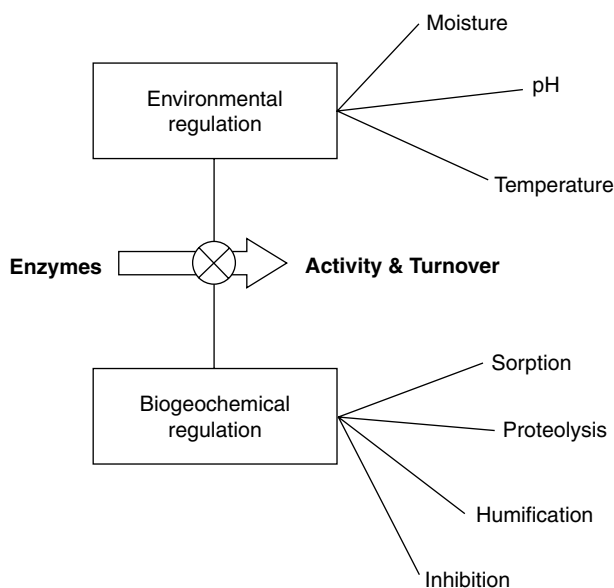 Moisture
Environmental
regulation
pH
Temperature
Enzymes
Activity & Turnover
Sorption
Biogeochemical
regulation
Proteolysis
Humification
Inhibition